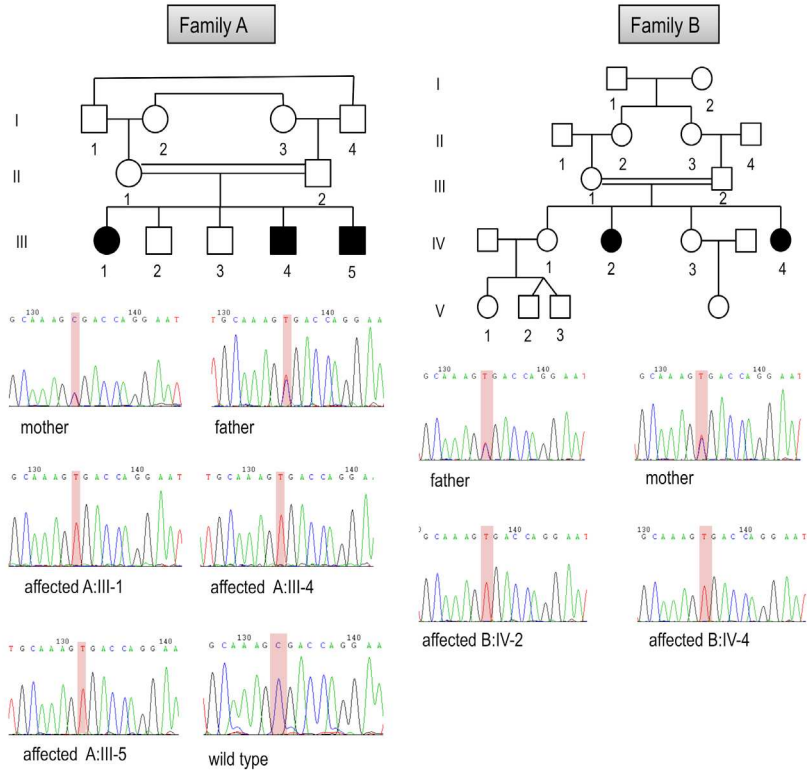 Family A
Family B
I
1
2
3
4
II
1
2
III
1
2
3
4
5
I
1
2
II
1
2
3
4
III
1
2
IV
1
2
3
4
V
1
2
3
130 140
G C A A A G C G A C C A G G A A T
mother
130 140
T G C A A A G T G A C C A G G A A
father
130 140
G C A A A G T G A C C A G G A A T
affected A:III-1
130 140
T G C A A A G T G A C C A G G A
affected A:III-4
130 140
T G C A A A G T G A C C A G G A A
affected A:III-5
130 140
G C A A A G C G A C C A G G A A
wild type
130 140
G C A A A G T G A C C A G G A A T
father
130 140
G C A A A G T G A C C A G G A A T
mother
0 140
G C A A A G T G A C C A G G A A T
affected B:IV-2
130 140
G C A A A G T G A C C A G G A A T
affected B:IV-4